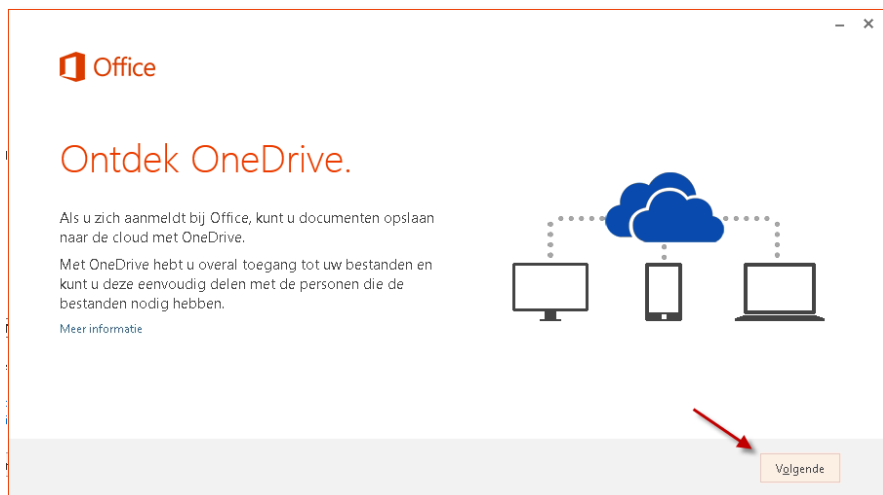 Office
Ontdek OneDrive.
Als u zich aanmeldt bij Office, kunt u documenten opslaan
naar de cloud met OneDrive.
Met OneDrive hebt u overal toegang tot uw bestanden en
kunt u deze eenvoudig delen met de personen die de
bestanden nodig hebben.
Meer informatie
Volgende